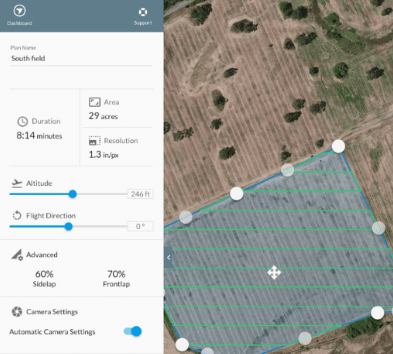 Dashboard
Support
Plan Name
South field
Duration
8:14 minutes
Area
29 acres
Resolution
1.3 in/px
Altitude
246 ft
Flight Direction
0°
Advanced
60%
Sidelap
70%
Frontlap
Camera Settings
Automatic Camera Settings